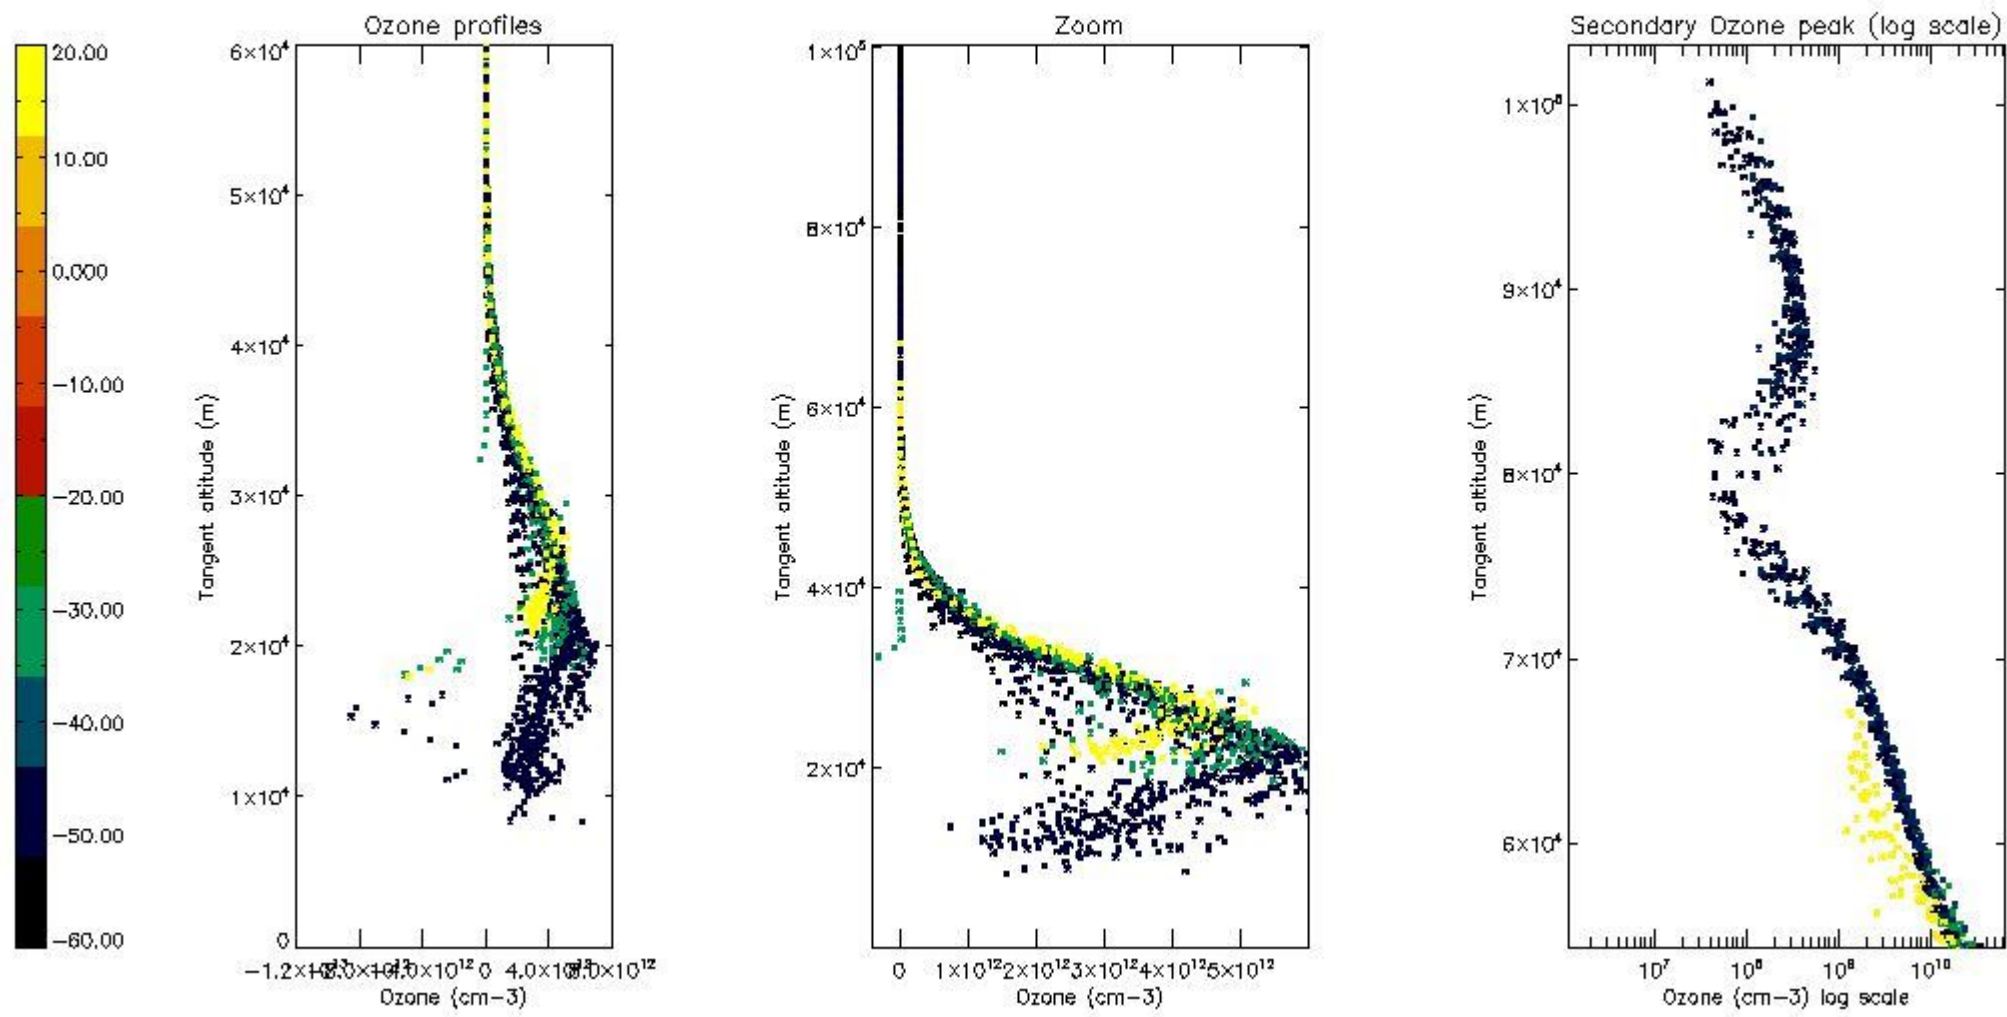 Ozone profiles
Zoom
Secondary Ozone peak (log scale)
20.00
10.00
0.000
−10.00
−20.00
−30.00
−40.00
−50.00
−60.00
6×10⁴
5×10⁴
4×10⁴
3×10⁴
2×10⁴
1×10⁴
0
Tangent altitude (m)
0
Ozone (cm−3)
1×10⁵
8×10⁴
6×10⁴
4×10⁴
2×10⁴
Tangent altitude (m)
0 1×10¹² 2×10¹² 3×10¹² 4×10¹² 5×10¹²
Ozone (cm−3)
9×10⁴
8×10⁴
7×10⁴
6×10⁴
Tangent altitude (m)
10⁷ 10⁸ 10⁹ 10¹⁰
Ozone (cm−3) log scale